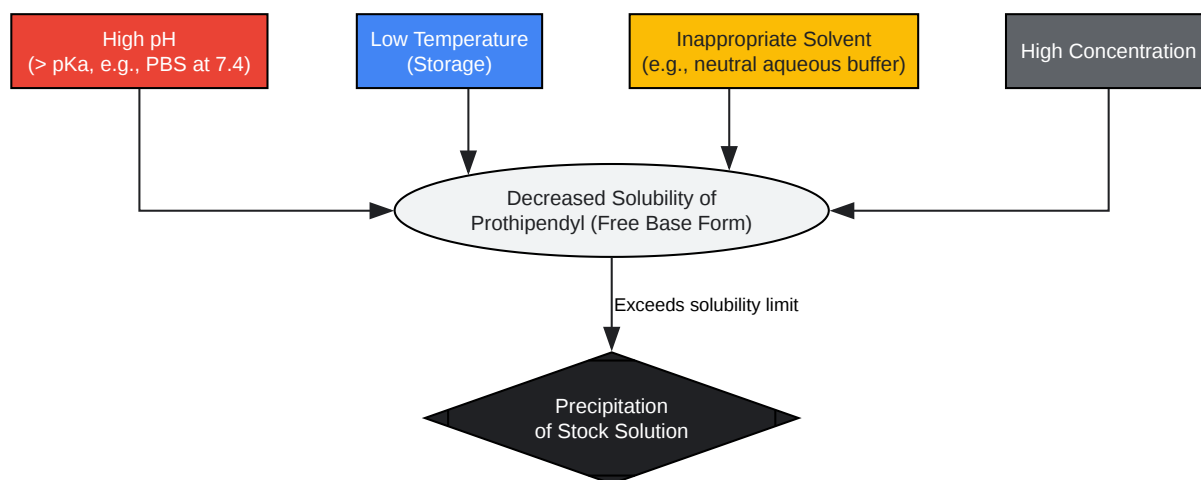 High pH
(> pKa, e.g., PBS at 7.4)
Low Temperature
(Storage)
Inappropriate Solvent
(e.g., neutral aqueous buffer)
High Concentration
Decreased Solubility of
Prothipendyl (Free Base Form)
Exceeds solubility limit
Precipitation
of Stock Solution